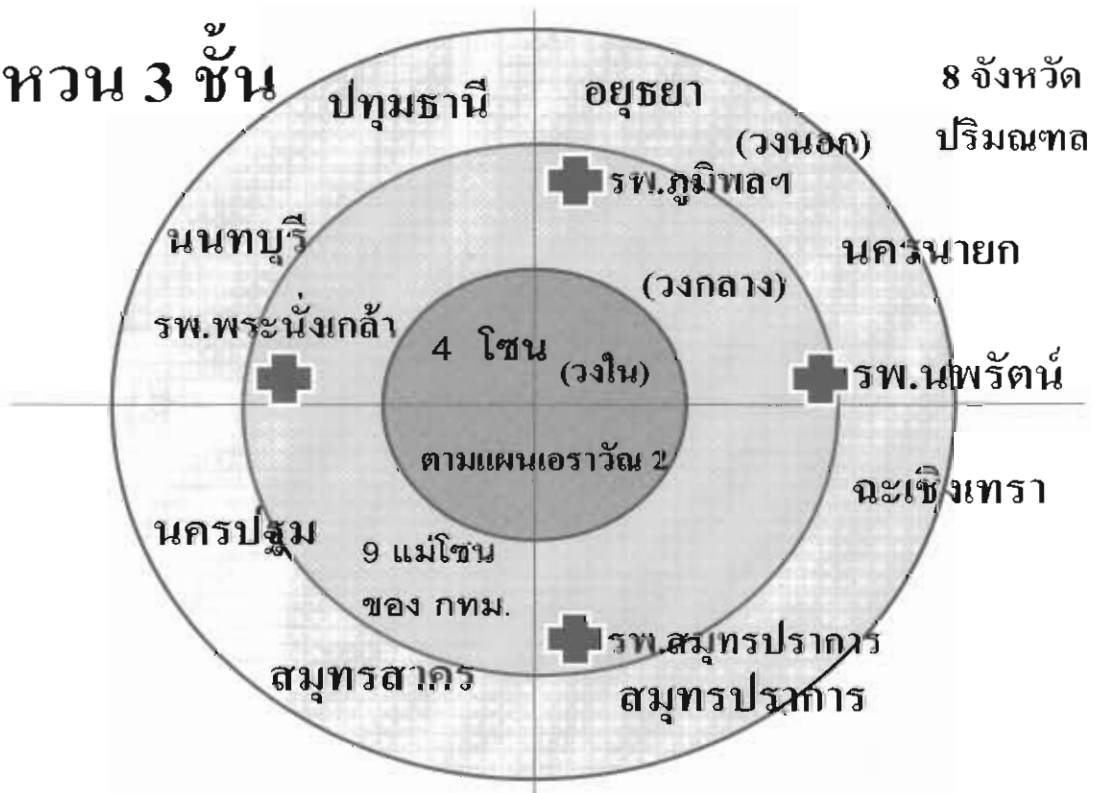 หวน 3 ชั้น
ปทุมธานี
อยุธยา
8 จังหวัด
ปริมณฑล
(วงนอก)
รพ.ภูมิพลฯ
นนทบุรี
นครนายก
(วงกลาง)
รพ.พระนั่งเกล้า
4 โซน
(วงใน)
รพ.นพรัตน์
ตามแผนเอราวัณ 2
ฉะเชิงเทรา
นครปฐม
9 แม่โซน
ของ กทม.
รพ.สมุทรปราการ
สมุทรสาคร
สมุทรปราการ